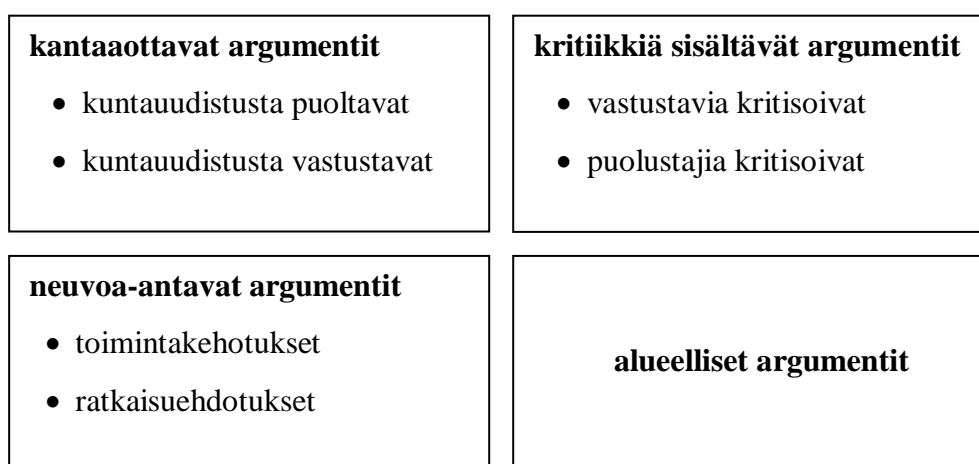 kantaaottavat argumentit
• kuntauudistusta puoltavat
• kuntauudistusta vastustavat
kritiikkiä sisältävät argumentit
• vastustavia kritisoivat
• puolustajia kritisoivat
neuvoa-antavat argumentit
• toimintakehotukset
• ratkaisuehdotukset
alueelliset argumentit